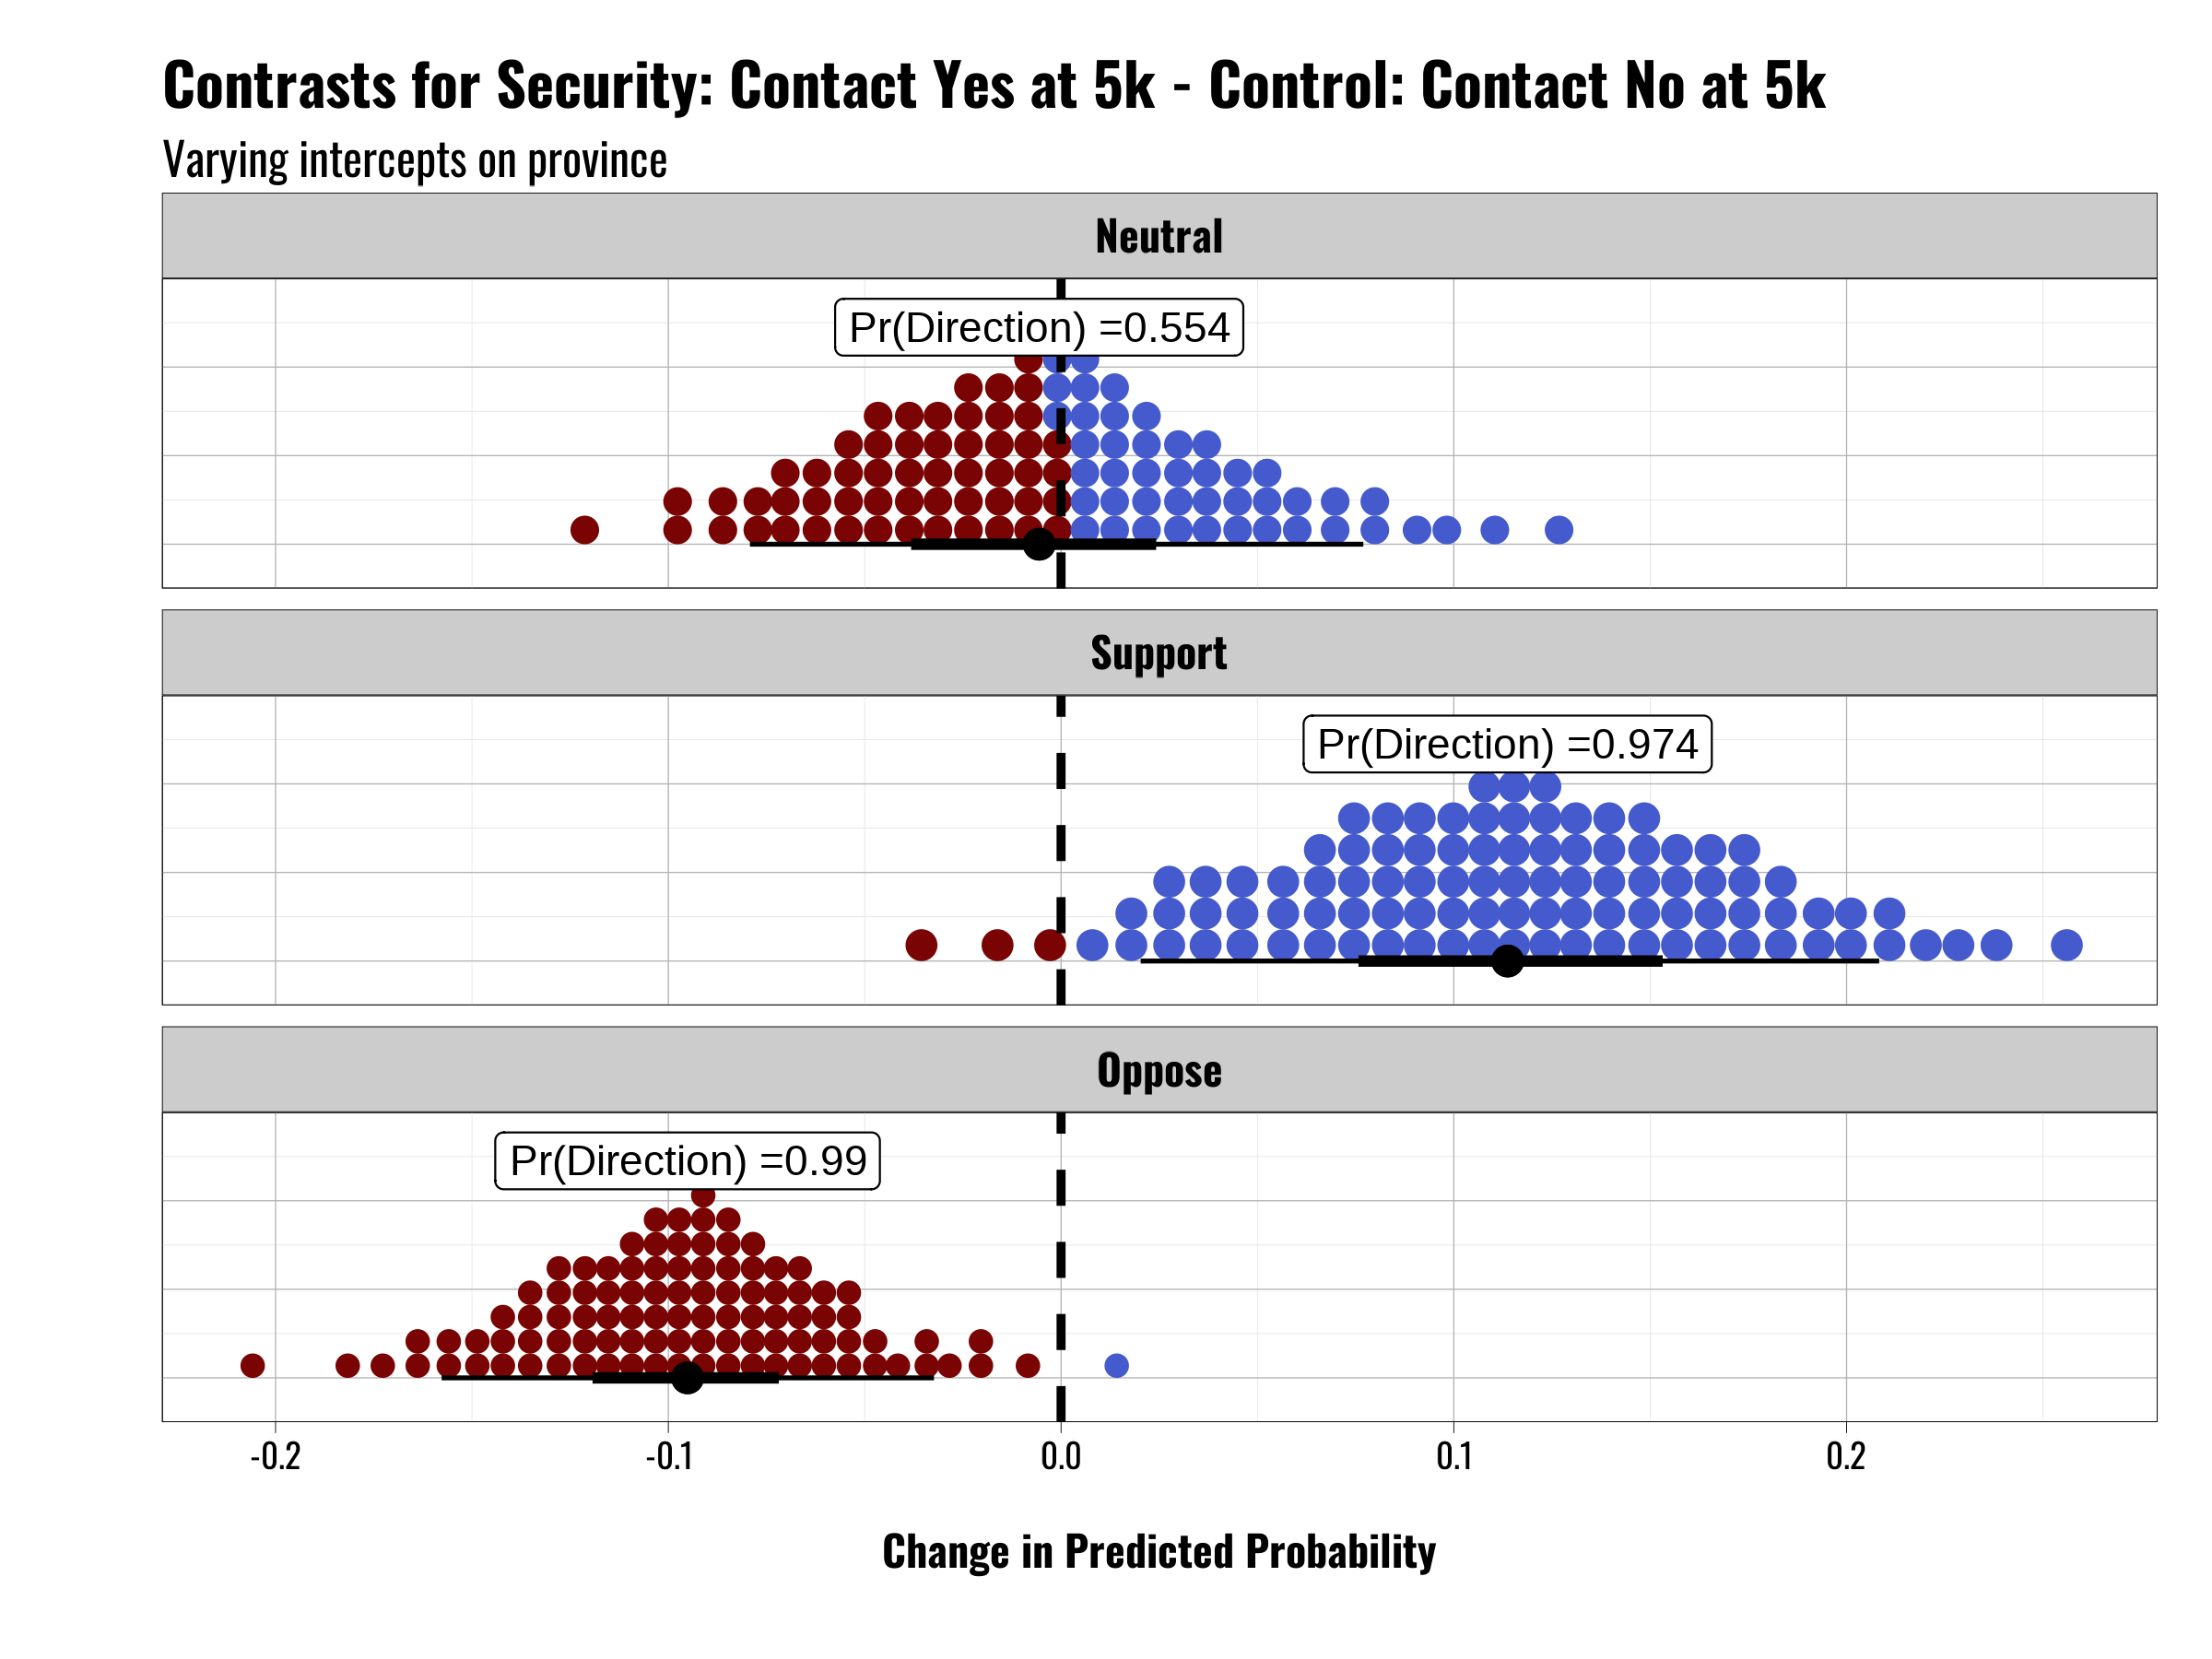 Contrasts for Security: Contact Yes at 5k - Control: Contact No at 5k
Varying intercepts on province
Neutral
Pr(Direction) =0.554
Support
Pr(Direction) =0.974
Oppose
Pr(Direction) =0.99
-0.2 -0.1 0.0 0.1 0.2
Change in Predicted Probability